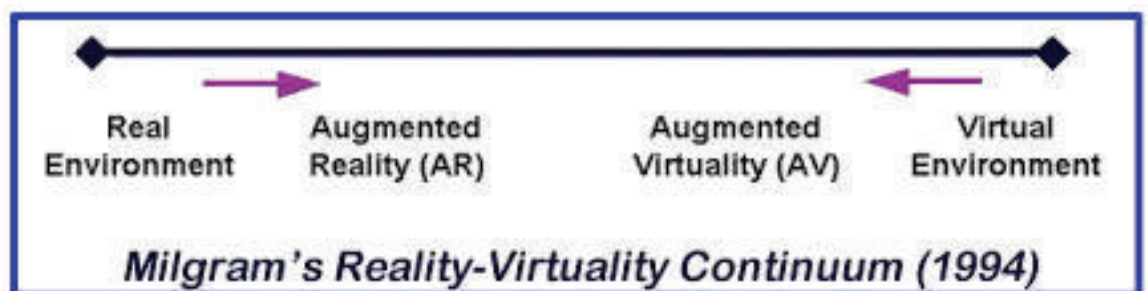 Real Environment
Augmented Reality (AR)
Augmented Virtuality (AV)
Virtual Environment
Milgram's Reality-Virtuality Continuum (1994)